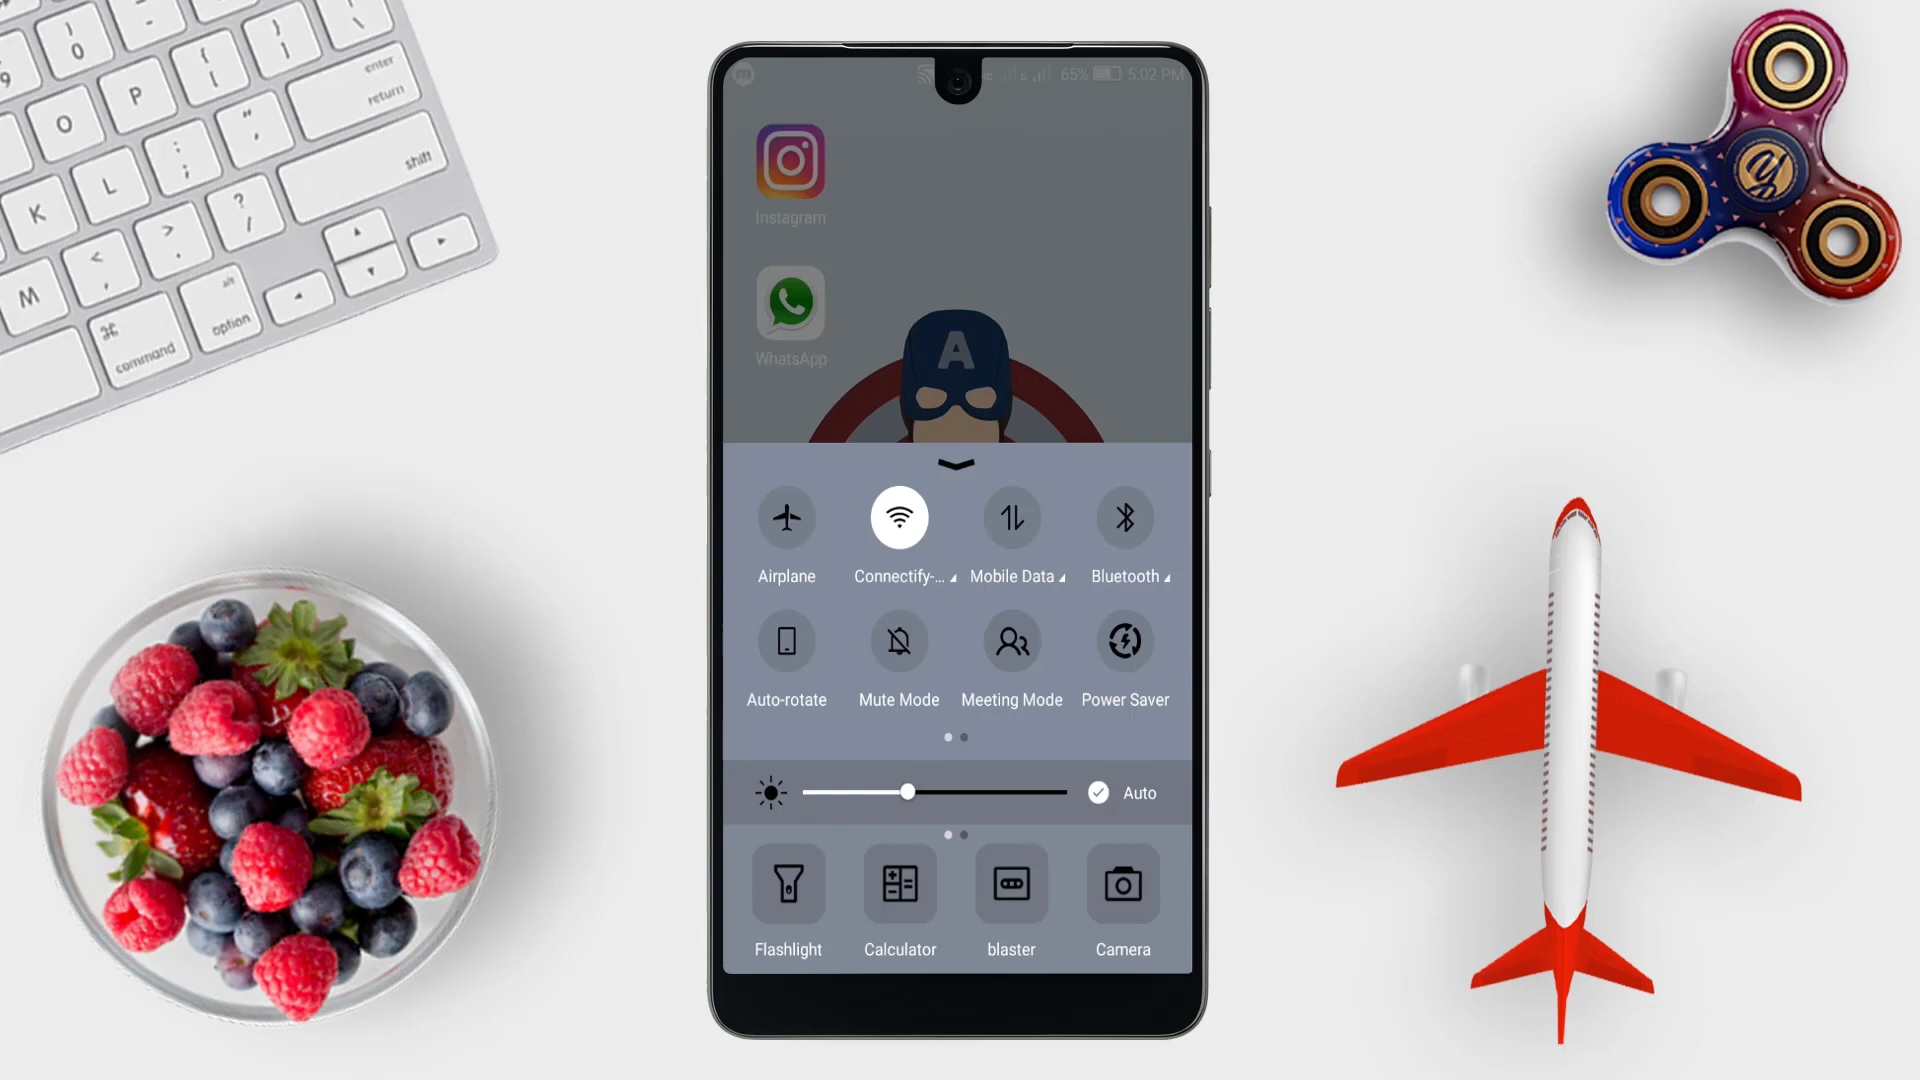 65% 5:02 PM
Instagram
WhatsApp
A
Airplane
Connectify-...
Mobile Data
Bluetooth
Auto-rotate
Mute Mode
Meeting Mode
Power Saver
Auto
Flashlight
Calculator
blaster
Camera
9
0
-
O
P
{
[
}
]
\
enter
return
K
L
:
;
"
'
shift
M
<
,
>
.
?
/
⌘
command
alt
option